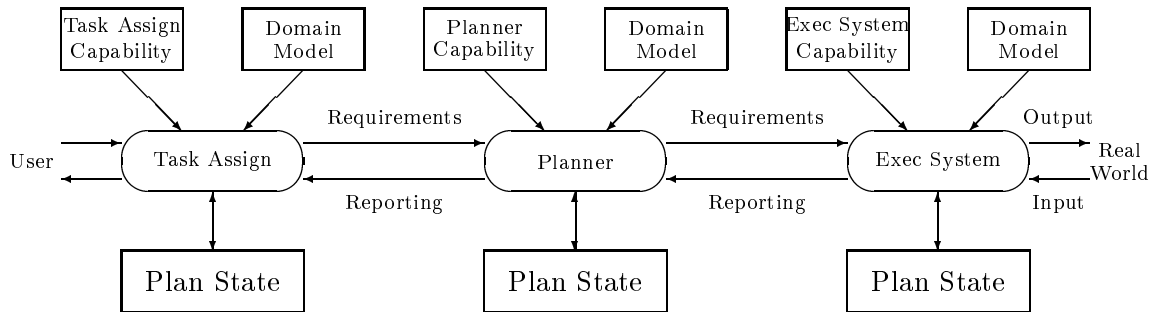 Task Assign
Capability
Domain
Model
Planner
Capability
Domain
Model
Exec System
Capability
Domain
Model
Requirements
Requirements
Output
User
Task Assign
Planner
Exec System
Real
World
Reporting
Reporting
Input
Plan State
Plan State
Plan State